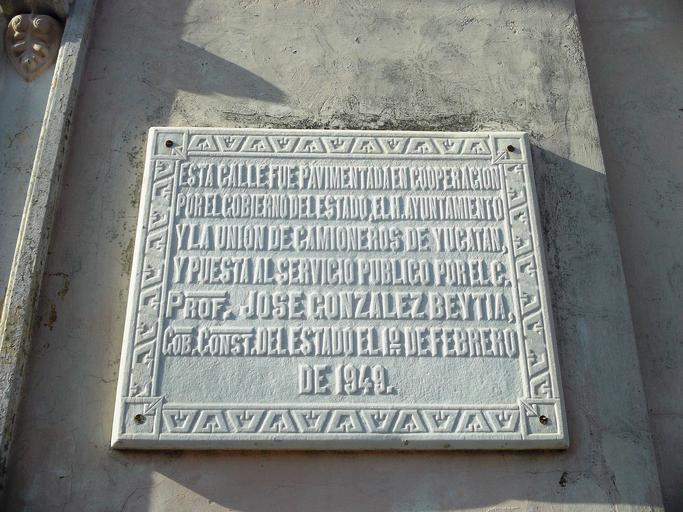 ESTA CALLE FUE PAVIMENTADA EN COOPERACION
POR EL GOBIERNO DEL ESTADO, EL H. AYUNTAMIENTO
Y LA UNION DE CAMIONEROS DE YUCATAN,
Y PUESTA AL SERVICIO PUBLICO POR EL C.
PROF. JOSE GONZALEZ BEYTIA,
GOB. CONST. DEL ESTADO EL 1º DE FEBRERO
DE 1949.